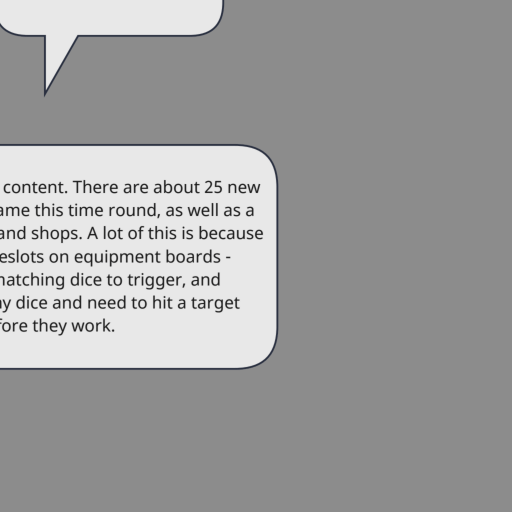 content. There are about 25 new
ame this time round, as well as a
and shops. A lot of this is because
eslots on equipment boards -
natching dice to trigger, and
ny dice and need to hit a target
fore they work.